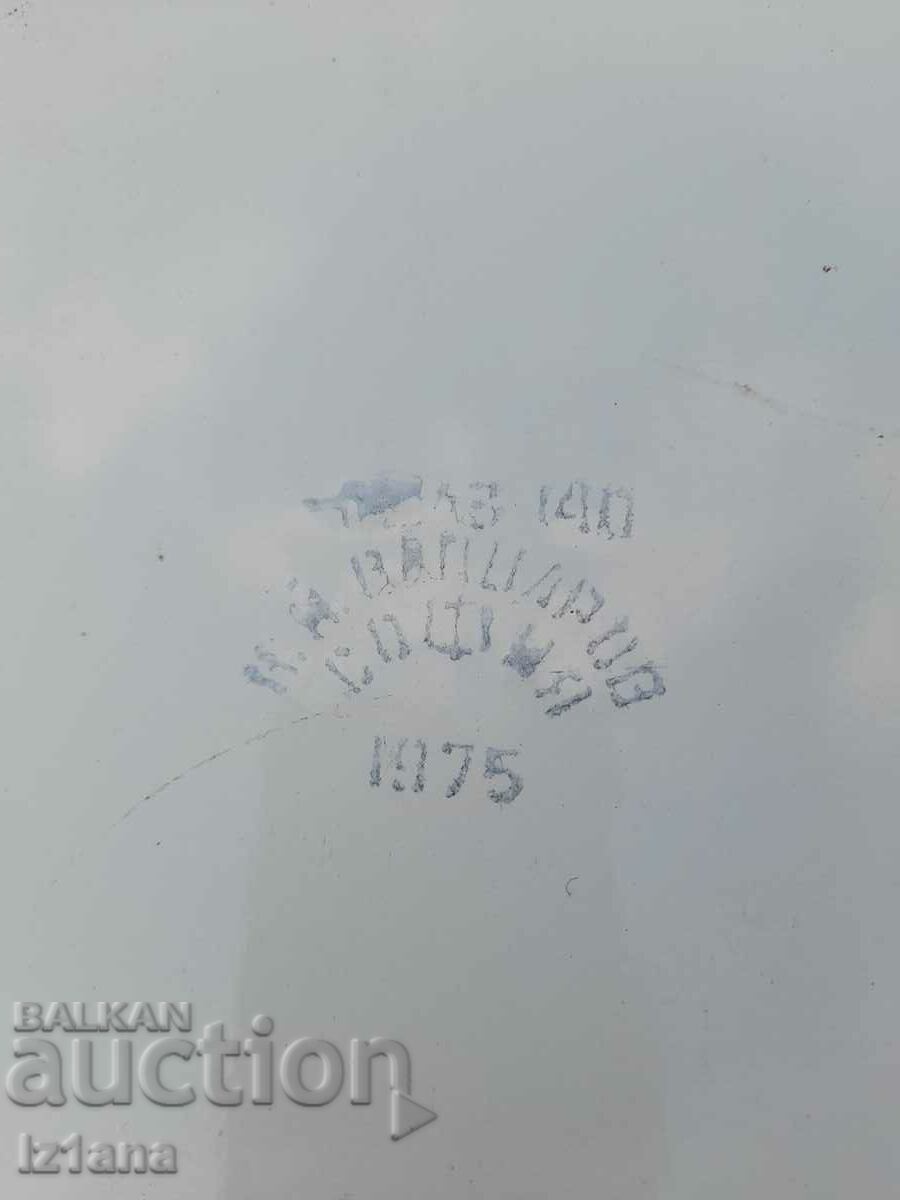 Н. Й. ВАПЦАРОВ
СОФИЯ
1975
BALKAN
auction
Iz1ana